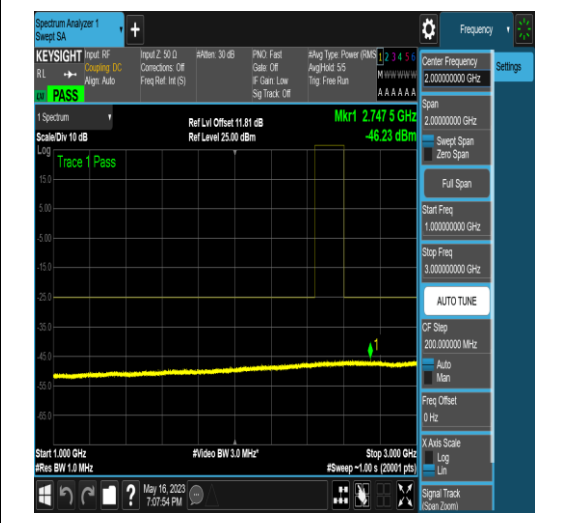 Spectrum Analyzer 1
Swept SA
+
Frequency
KEYSIGHT
RL
Input: RF
Coupling: DC
Align: Auto
Input Z: 50 Ω
Corrections: Off
Freq Ref: Int (S)
#Atten: 30 dB
PNO: Fast
Gate: Off
IF Gain: Low
Sig Track: Off
#Avg Type: Power (RMS
Avg|Hold: 5/5
Trig: Free Run
1 2 3 4 5 6
M W W W W W
A A A A A A
PASS
1 Spectrum
Scale/Div 10 dB
Ref Lvl Offset 11.81 dB
Ref Level 25.00 dBm
Mkr1 2.747 5 GHz
-46.23 dBm
Log
Trace 1 Pass
15.0
5.00
-5.00
-15.0
-25.0
-35.0
-45.0
-55.0
-65.0
1
Start 1.000 GHz
#Res BW 1.0 MHz
#Video BW 3.0 MHz*
Stop 3.000 GHz
#Sweep ~1.00 s (20001 pts)
May 16, 2023
7:07:54 PM
?
Center Frequency
2.000000000 GHz
Settings
Span
2.00000000 GHz
Swept Span
Zero Span
Full Span
Start Freq
1.000000000 GHz
Stop Freq
3.000000000 GHz
AUTO TUNE
CF Step
200.000000 MHz
Auto
Man
Freq Offset
0 Hz
X Axis Scale
Log
Lin
Signal Track
(Span Zoom)